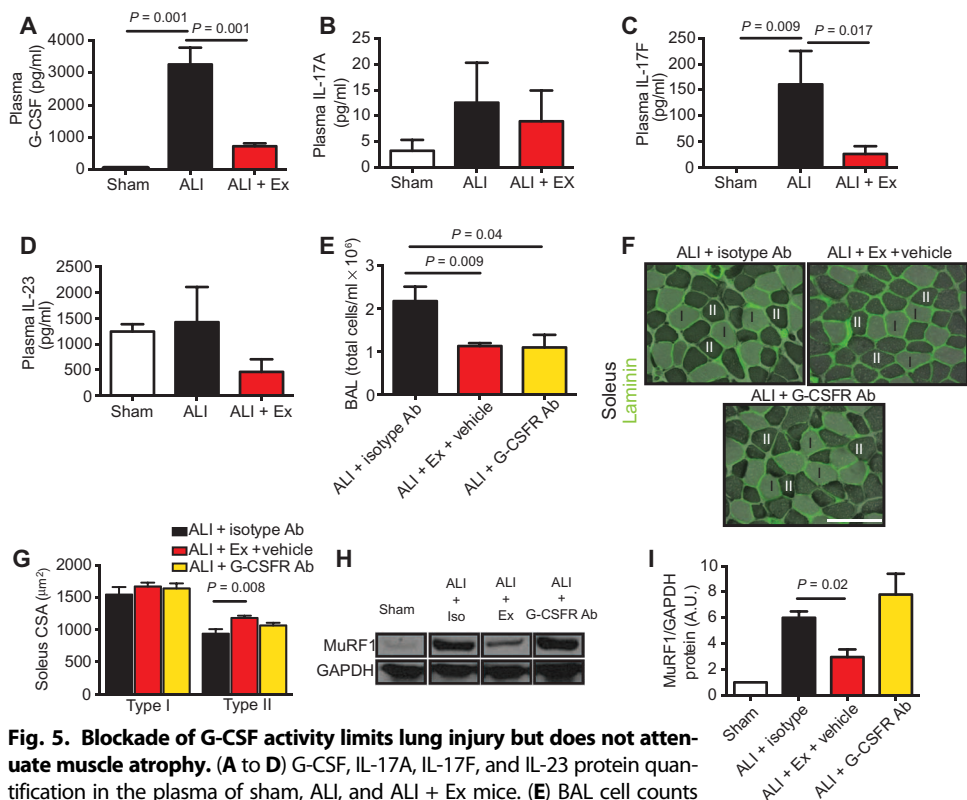 A
P = 0.001
P = 0.001
Plasma
G-CSF (pg/ml)
4000
3000
2000
1000
0
Sham ALI ALI + Ex
B
Plasma IL-17A
(pg/ml)
25
20
15
10
5
0
Sham ALI ALI + EX
C
P = 0.009
P = 0.017
Plasma IL-17F
(pg/ml)
250
200
150
100
50
0
Sham ALI ALI + Ex
D
Plasma IL-23
(pg/ml)
2500
2000
1500
1000
500
0
Sham ALI ALI + Ex
E
P = 0.04
P = 0.009
BAL (total cells/ml × 10⁶)
3
2
1
0
ALI + isotype Ab
ALI + Ex + vehicle
ALI + G-CSFR Ab
F
ALI + isotype Ab
ALI + Ex +vehicle
II
I
I
II
II
II
II
I
I
II
I
ALI + G-CSFR Ab
II
I
I
II
I
II
Soleus
Laminin
G
ALI + isotype Ab
ALI + Ex +vehicle
ALI + G-CSFR Ab
P = 0.008
Soleus CSA (μm²)
2000
1500
1000
500
0
Type I Type II
H
Sham
ALI
+
Iso
ALI
+
Ex
ALI
+
G-CSFR Ab
MuRF1
GAPDH
I
P = 0.02
MuRF1/GAPDH
protein (A.U.)
10
8
6
4
2
0
Sham
ALI + isotype
ALI + Ex + vehicle
ALI + G-CSFR Ab
Fig. 5. Blockade of G-CSF activity limits lung injury but does not atten-
uate muscle atrophy. (A to D) G-CSF, IL-17A, IL-17F, and IL-23 protein quan-
tification in the plasma of sham, ALI, and ALI + Ex mice. (E) BAL cell counts